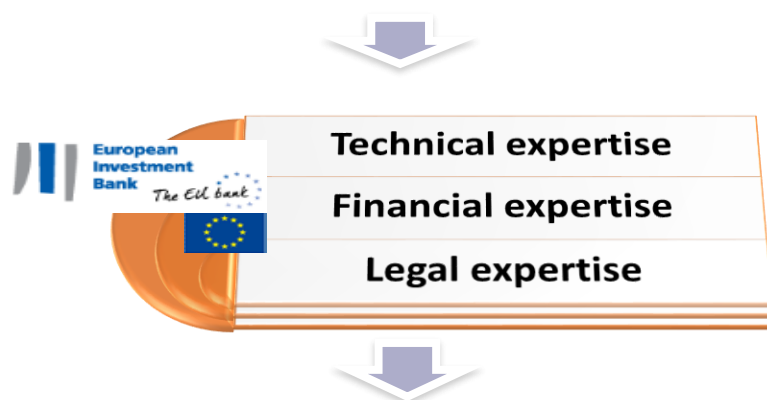 European
Investment
Bank
The EU bank
Technical expertise
Financial expertise
Legal expertise